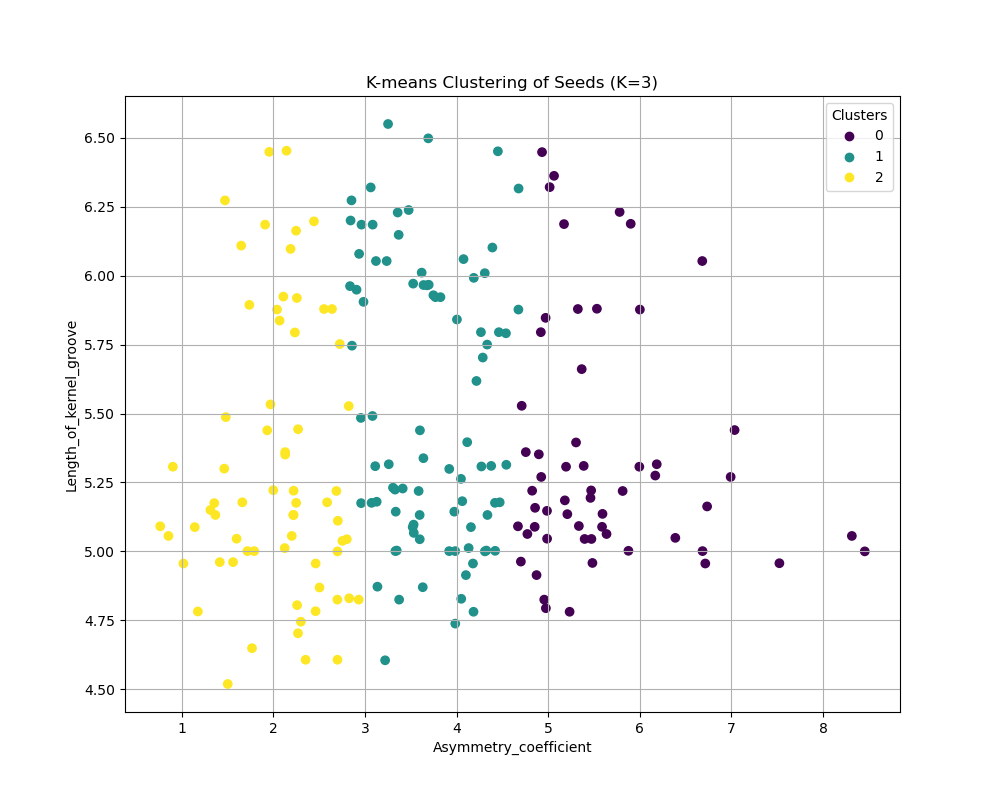 K-means Clustering of Seeds (K=3)
Clusters
0
1
2
6.50
6.25
6.00
5.75
5.50
5.25
5.00
4.75
4.50
Length_of_kernel_groove
1 2 3 4 5 6 7 8
Asymmetry_coefficient